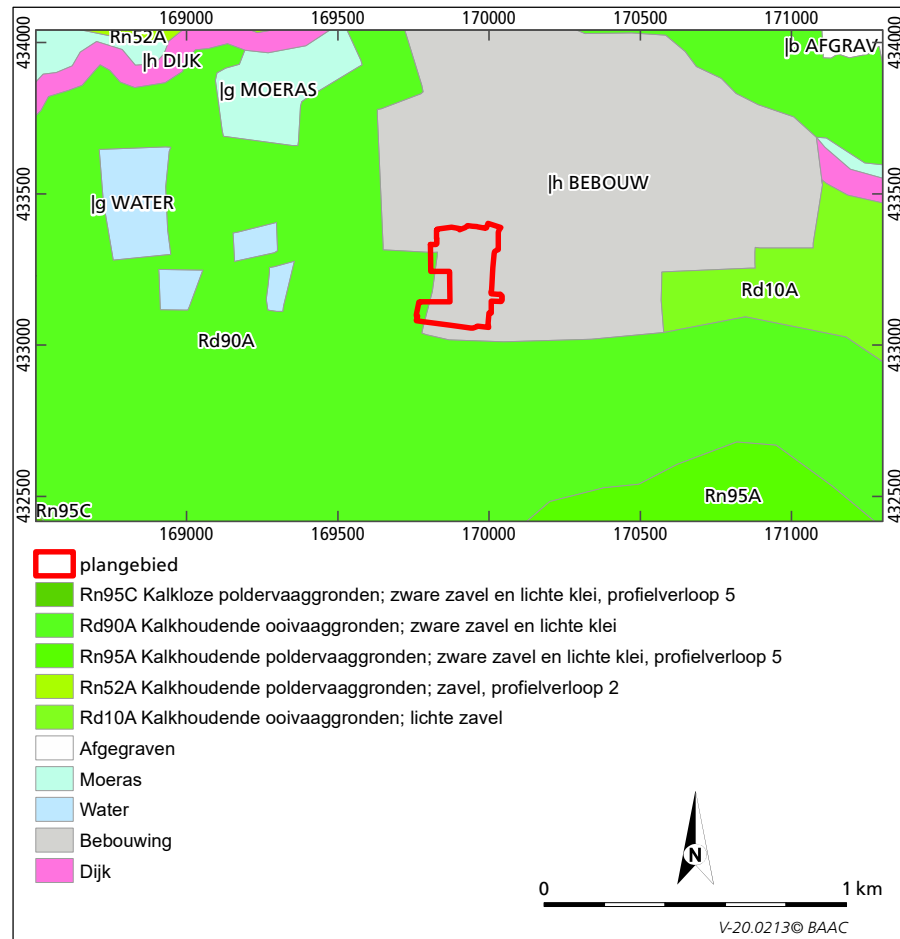 169000 169500 170000 170500 171000
434000 434000
Rn52A
|h DIJK
|b AFGRAV
|g MOERAS
|h BEBOUW
433500 433500
|g WATER
Rd10A
Rd90A
433000 433000
Rn95A
432500 432500
Rn95C
169000 169500 170000 170500 171000
plangebied
Rn95C Kalkloze poldervaaggronden; zware zavel en lichte klei, profielverloop 5
Rd90A Kalkhoudende ooivaaggronden; zware zavel en lichte klei
Rn95A Kalkhoudende poldervaaggronden; zware zavel en lichte klei, profielverloop 5
Rn52A Kalkhoudende poldervaaggronden; zavel, profielverloop 2
Rd10A Kalkhoudende ooivaaggronden; lichte zavel
Afgegraven
Moeras
Water
Bebouwing
Dijk
N
0 1 km
V-20.0213© BAAC